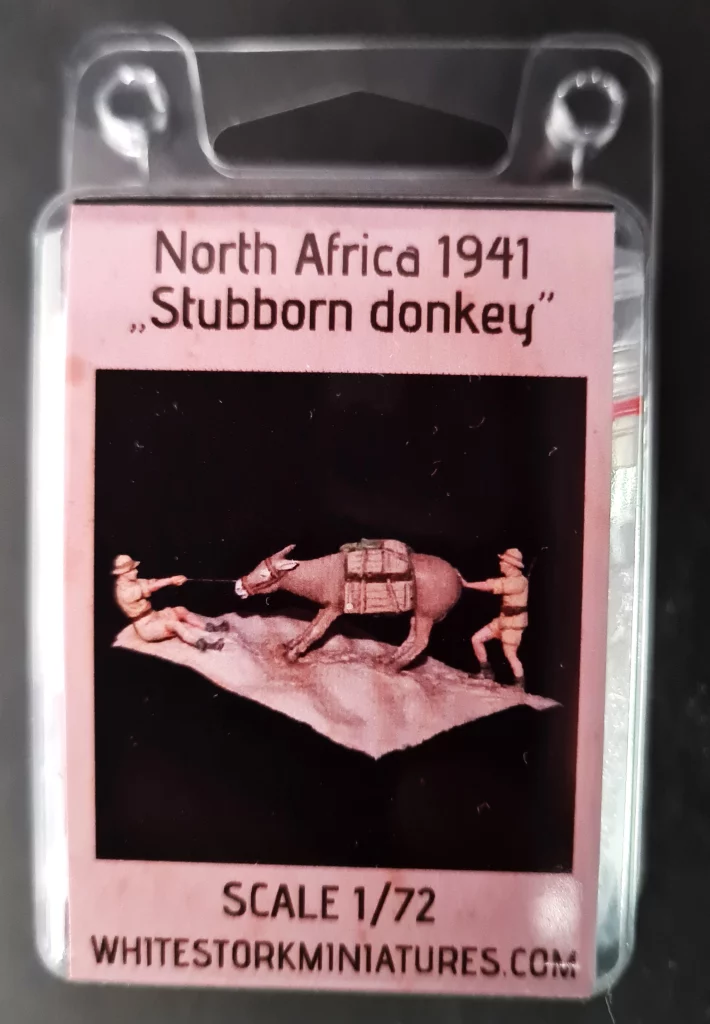 North Africa 1941
„Stubborn donkey”
SCALE 1/72
WHITESTORKMINIATURES.COM